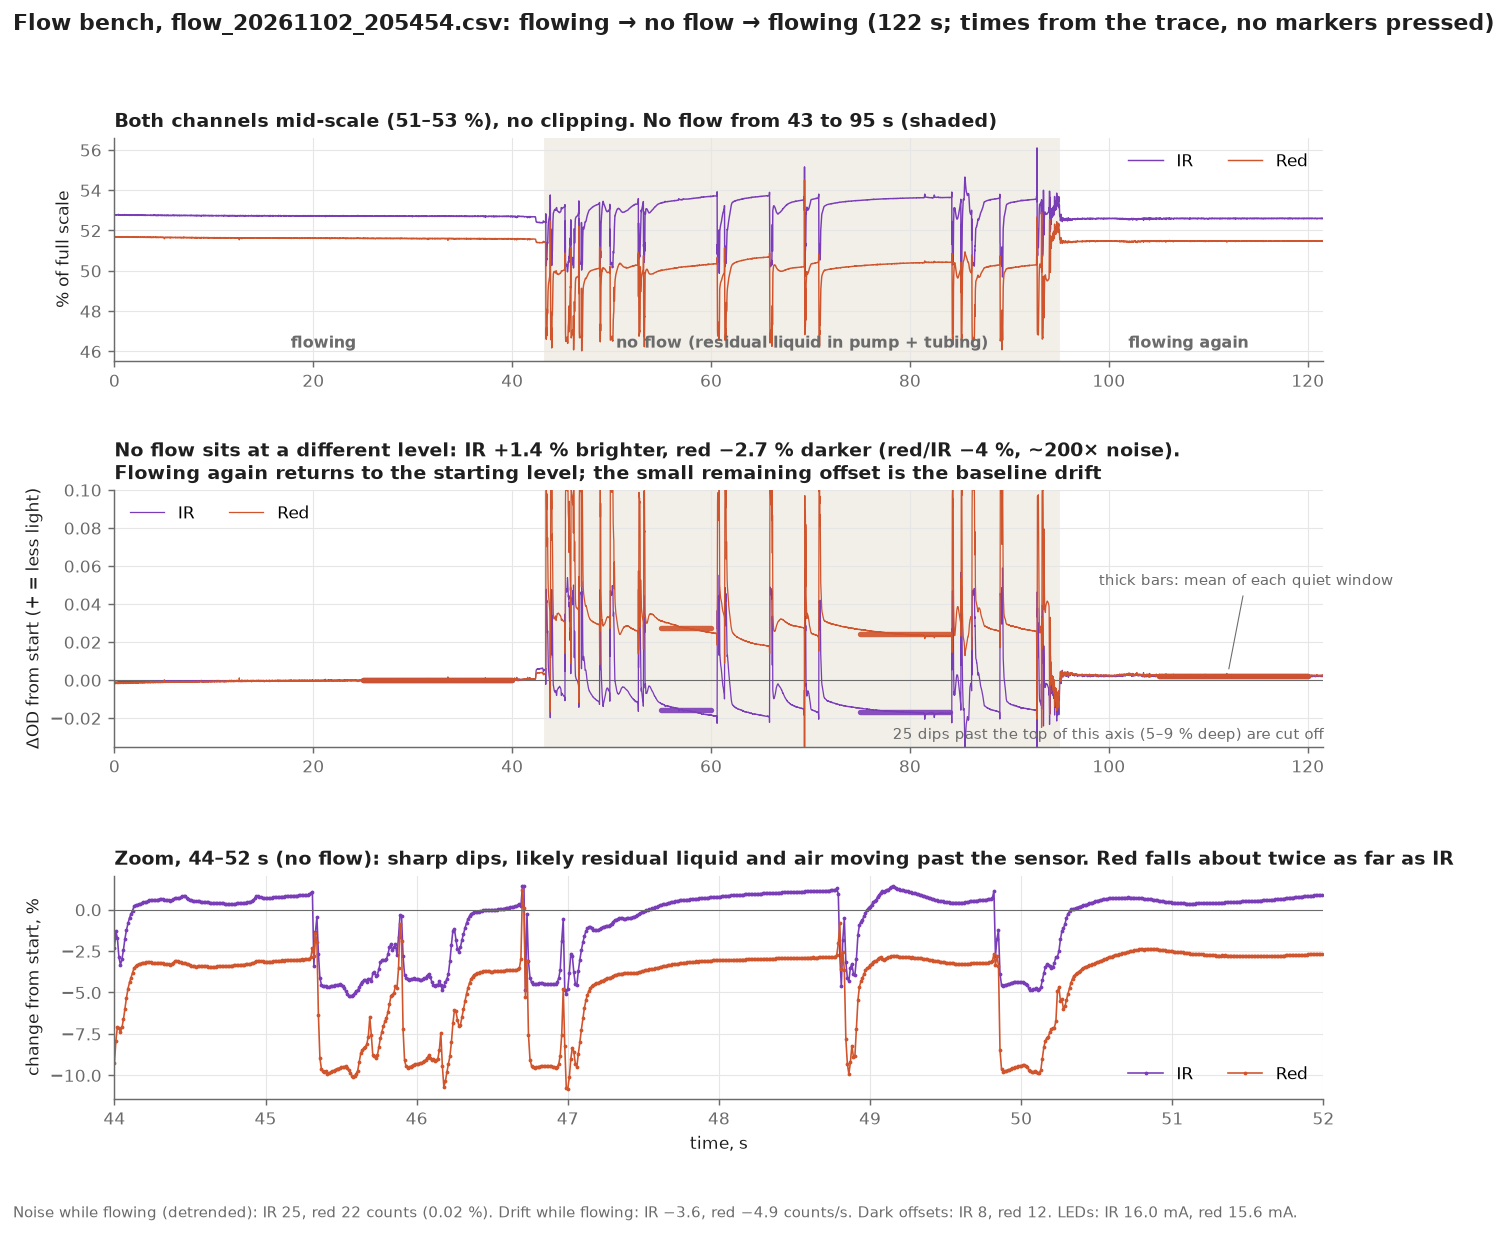 Flow bench, flow_20261102_205454.csv: flowing → no flow → flowing (122 s; times from the trace, no markers pressed)
Both channels mid-scale (51–53 %), no clipping. No flow from 43 to 95 s (shaded)
% of full scale
56
54
52
50
48
46
IR
Red
flowing
no flow (residual liquid in pump + tubing)
flowing again
0
20
40
60
80
100
120
No flow sits at a different level: IR +1.4 % brighter, red −2.7 % darker (red/IR −4 %, ~200× noise).
Flowing again returns to the starting level; the small remaining offset is the baseline drift
ΔOD from start (+ = less light)
0.10
0.08
0.06
0.04
0.02
0.00
−0.02
IR
Red
thick bars: mean of each quiet window
25 dips past the top of this axis (5–9 % deep) are cut off
0
20
40
60
80
100
120
Zoom, 44–52 s (no flow): sharp dips, likely residual liquid and air moving past the sensor. Red falls about twice as far as IR
change from start, %
0.0
−2.5
−5.0
−7.5
−10.0
IR
Red
44
45
46
47
48
49
50
51
52
time, s
Noise while flowing (detrended): IR 25, red 22 counts (0.02 %). Drift while flowing: IR −3.6, red −4.9 counts/s. Dark offsets: IR 8, red 12. LEDs: IR 16.0 mA, red 15.6 mA.